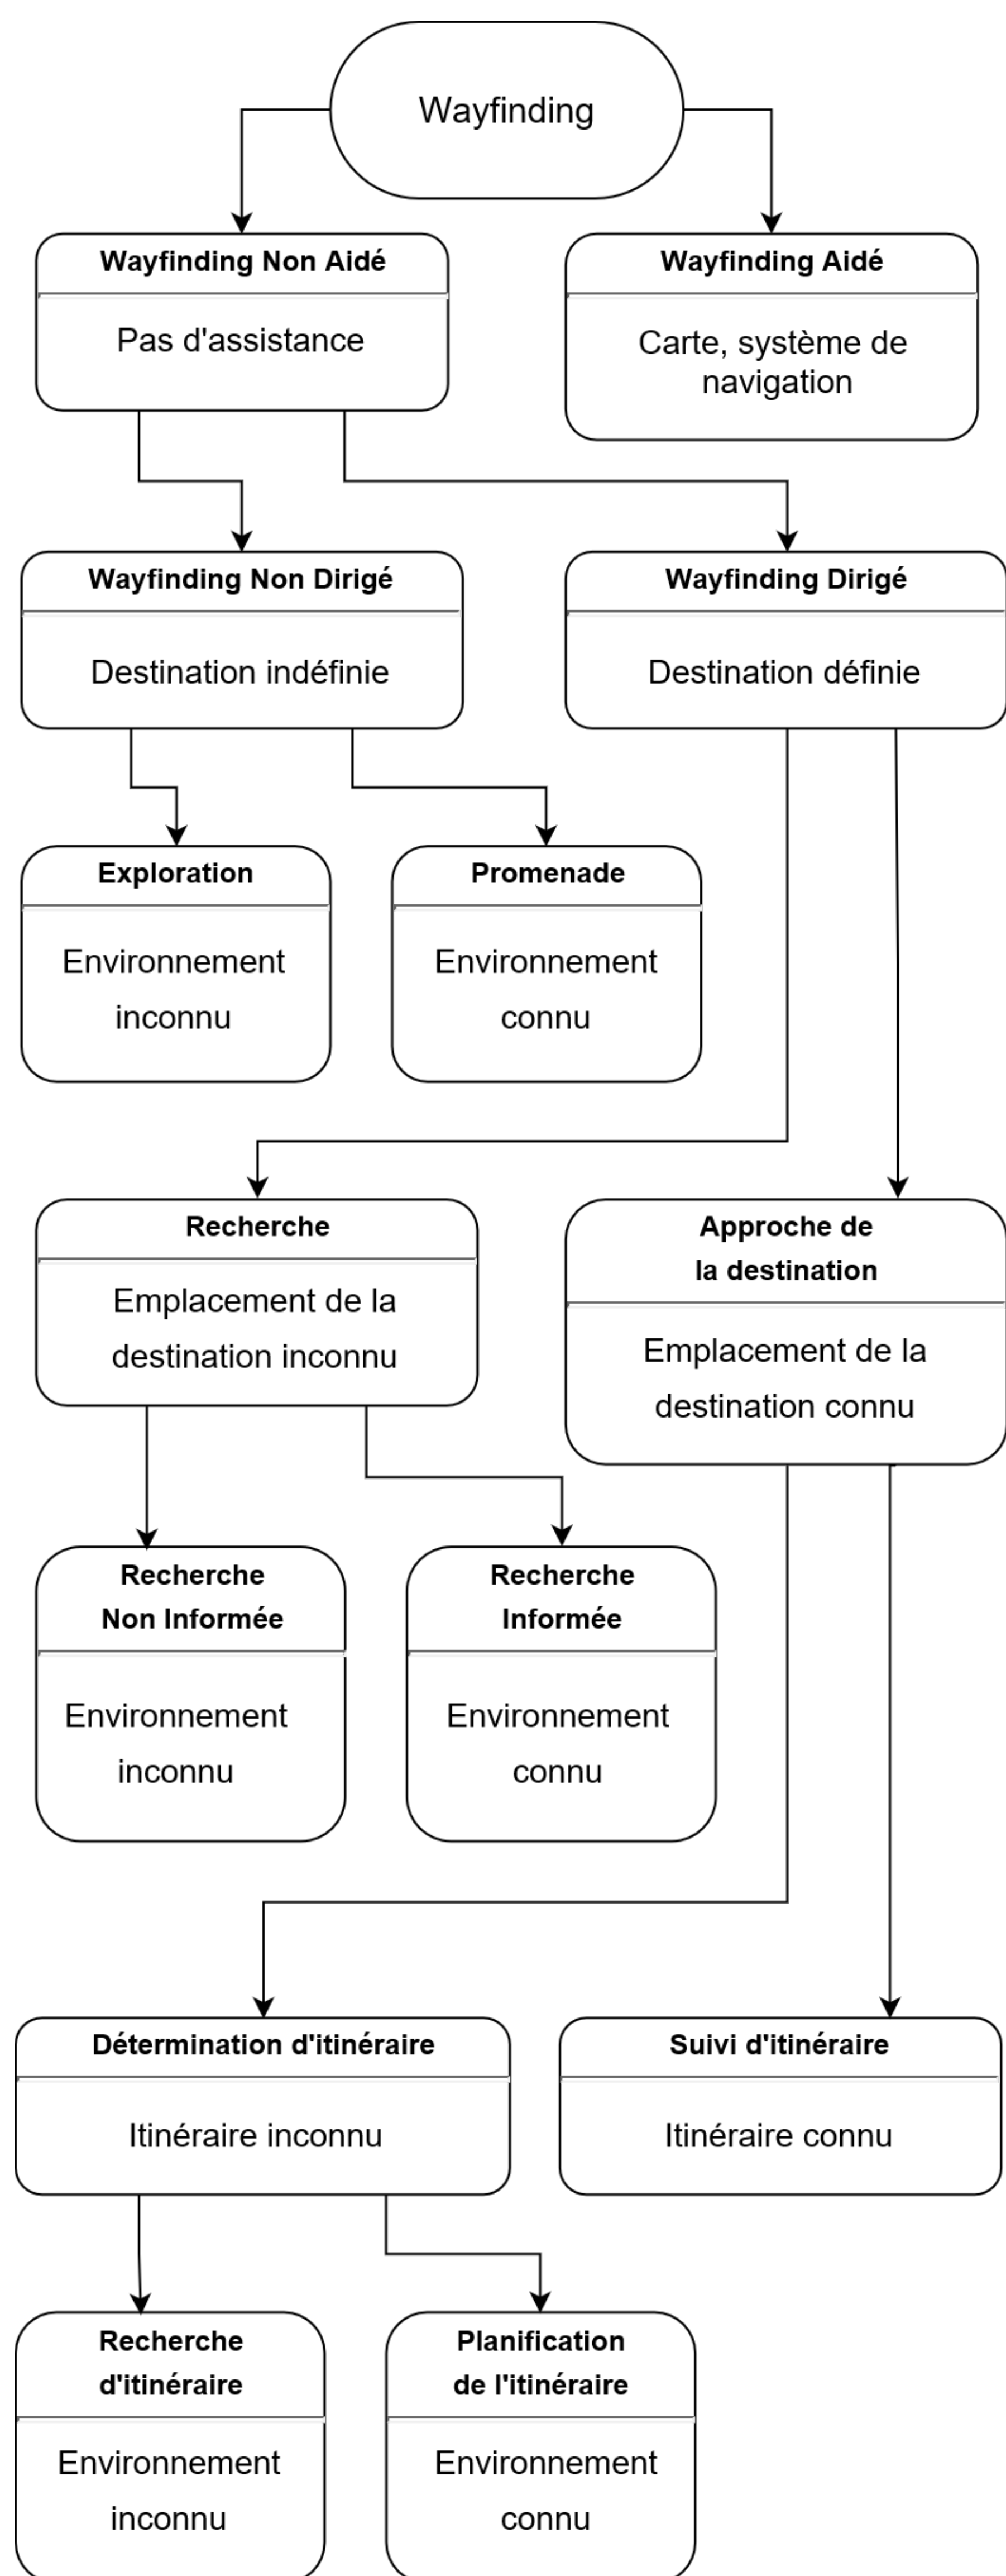 Wayfinding
Wayfinding Non Aidé
Pas d'assistance
Wayfinding Aidé
Carte, système de
navigation
Wayfinding Non Dirigé
Destination indéfinie
Wayfinding Dirigé
Destination définie
Exploration
Environnement
inconnu
Promenade
Environnement
connu
Recherche
Emplacement de la
destination inconnu
Approche de
la destination
Emplacement de la
destination connu
Recherche
Non Informée
Environnement
inconnu
Recherche
Informée
Environnement
connu
Détermination d'itinéraire
Itinéraire inconnu
Suivi d'itinéraire
Itinéraire connu
Recherche
d'itinéraire
Environnement
inconnu
Planification
de l'itinéraire
Environnement
connu